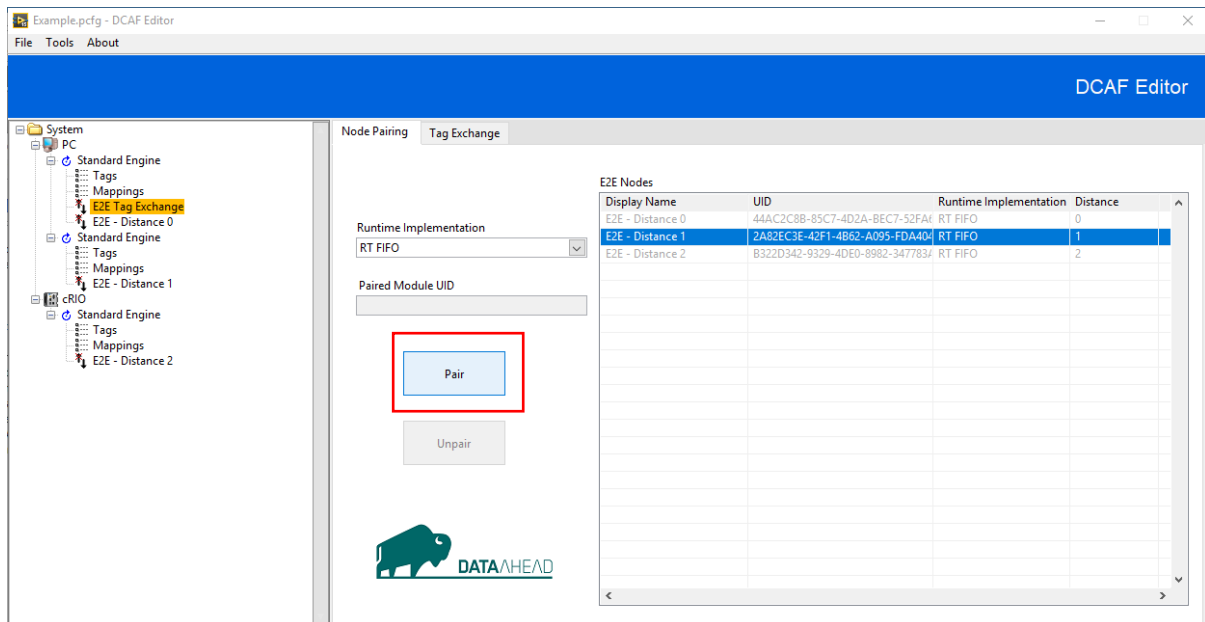 Example.pcfg - DCAF Editor
File Tools About
DCAF Editor
System
PC
Standard Engine
Tags
Mappings
E2E Tag Exchange
E2E - Distance 0
Standard Engine
Tags
Mappings
E2E - Distance 1
cRIO
Standard Engine
Tags
Mappings
E2E - Distance 2
Node Pairing Tag Exchange
Runtime Implementation
RT FIFO
Paired Module UID
Pair
Unpair
DATAAHEAD
E2E Nodes
Display Name UID Runtime Implementation Distance
E2E - Distance 0 44AC2C8B-85C7-4D2A-BEC7-52FA6 RT FIFO 0
E2E - Distance 1 2A82EC3E-42F1-4B62-A095-FDA404 RT FIFO 1
E2E - Distance 2 B322D342-9329-4DE0-8982-347783A RT FIFO 2